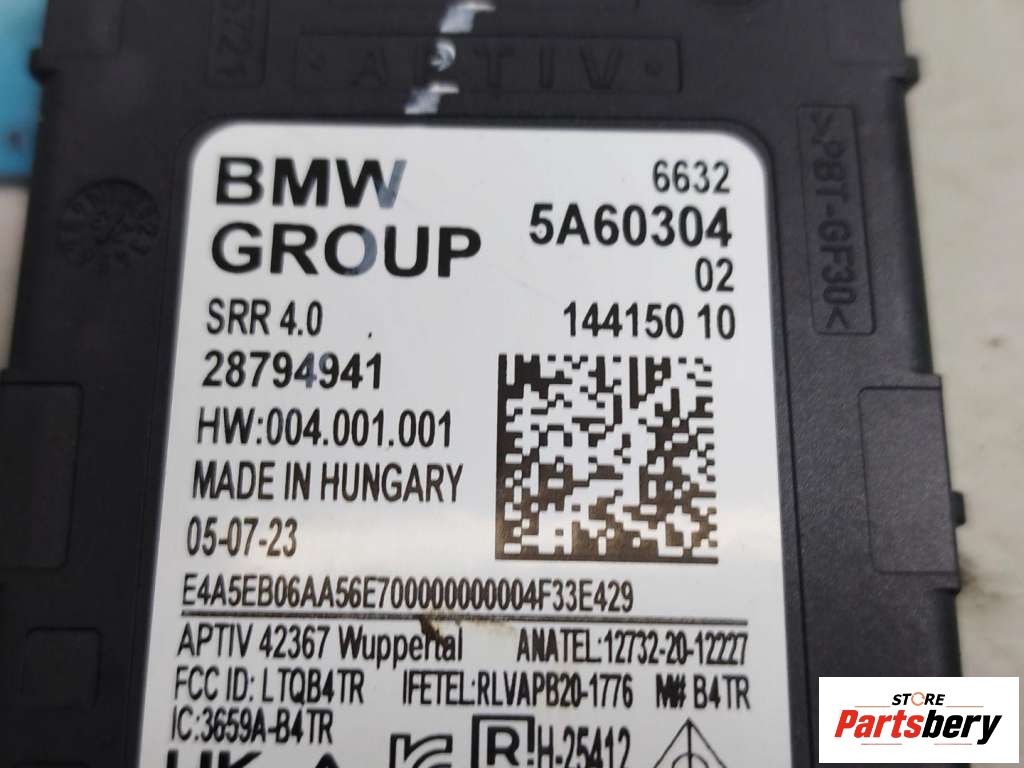 5721
APTIV
>PBT-GF30<
BMW
GROUP
6632
5A60304
02
SRR 4.0
144150 10
28794941
HW:004.001.001
MADE IN HUNGARY
05-07-23
E4A5EB06AA56E700000000004F33E429
APTIV 42367 Wuppertal
ANATEL:12732-20-12227
FCC ID: LTQB4TR
IFETEL:RLVAPB20-1776
M# B4TR
IC:3659A-B4TR
R
H-25412
STORE
Partsbery